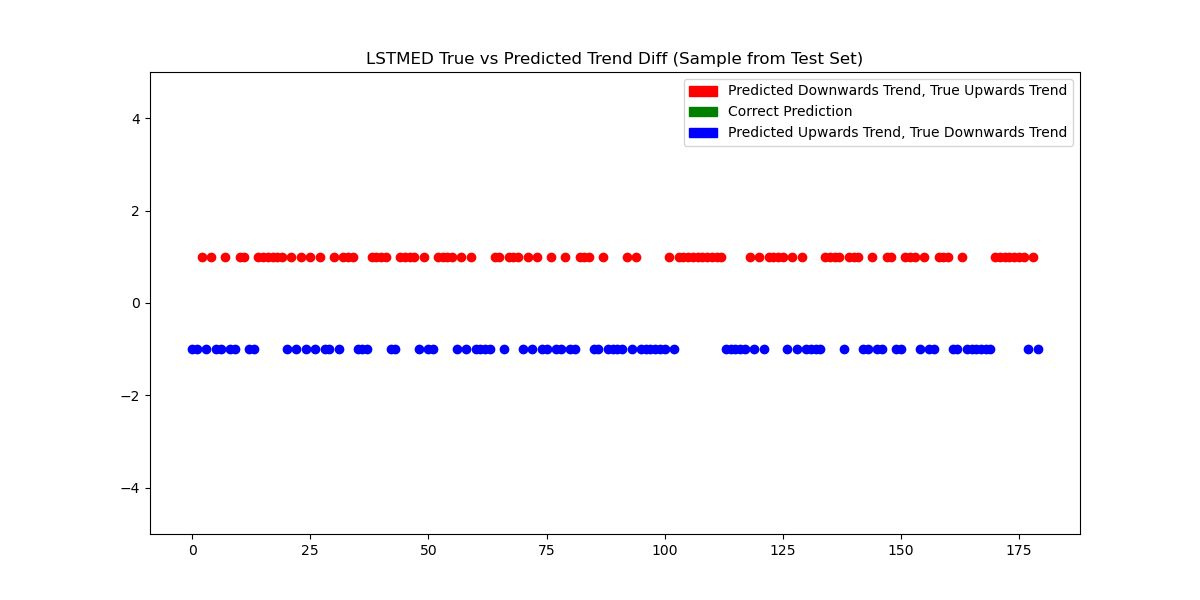 LSTMED True vs Predicted Trend Diff (Sample from Test Set)
Predicted Downwards Trend, True Upwards Trend
Correct Prediction
Predicted Upwards Trend, True Downwards Trend
4
2
0
−2
−4
0 25 50 75 100 125 150 175